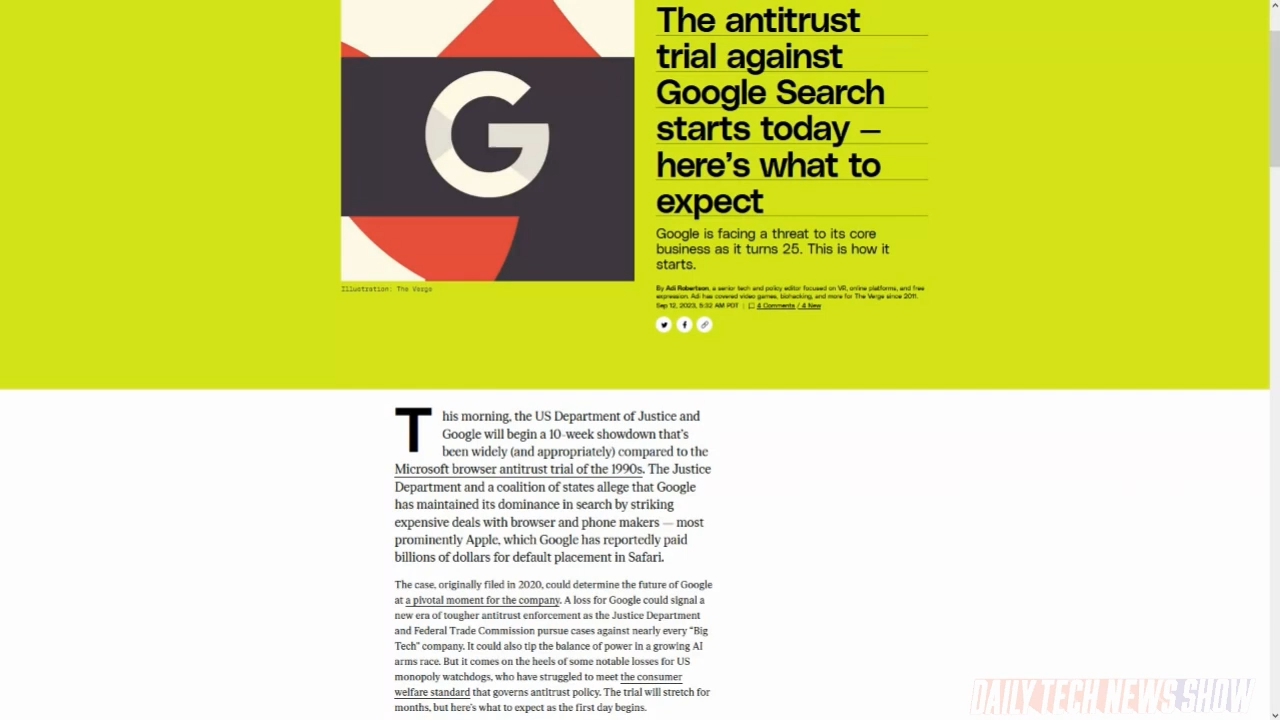 The antitrust
trial against
Google Search
starts today —
here's what to
expect
Google is facing a threat to its core
business as it turns 25. This is how it
starts.
Illustration: The Verge
By Adi Robertson, a senior tech and policy editor focused on VR, online platforms, and free
expression. Adi has covered video games, biohacking, and more for The Verge since 2011.
Sep 12, 2023, 5:32 AM PDT | 4 Comments / 4 New
This morning, the US Department of Justice and
Google will begin a 10-week showdown that's
been widely (and appropriately) compared to the
Microsoft browser antitrust trial of the 1990s. The Justice
Department and a coalition of states allege that Google
has maintained its dominance in search by striking
expensive deals with browser and phone makers — most
prominently Apple, which Google has reportedly paid
billions of dollars for default placement in Safari.
The case, originally filed in 2020, could determine the future of Google
at a pivotal moment for the company. A loss for Google could signal a
new era of tougher antitrust enforcement as the Justice Department
and Federal Trade Commission pursue cases against nearly every “Big
Tech” company. It could also tip the balance of power in a growing AI
arms race. But it comes on the heels of some notable losses for US
monopoly watchdogs, who have struggled to meet the consumer
welfare standard that governs antitrust policy. The trial will stretch for
months, but here's what to expect as the first day begins.
DAILY TECH NEWS SHOW